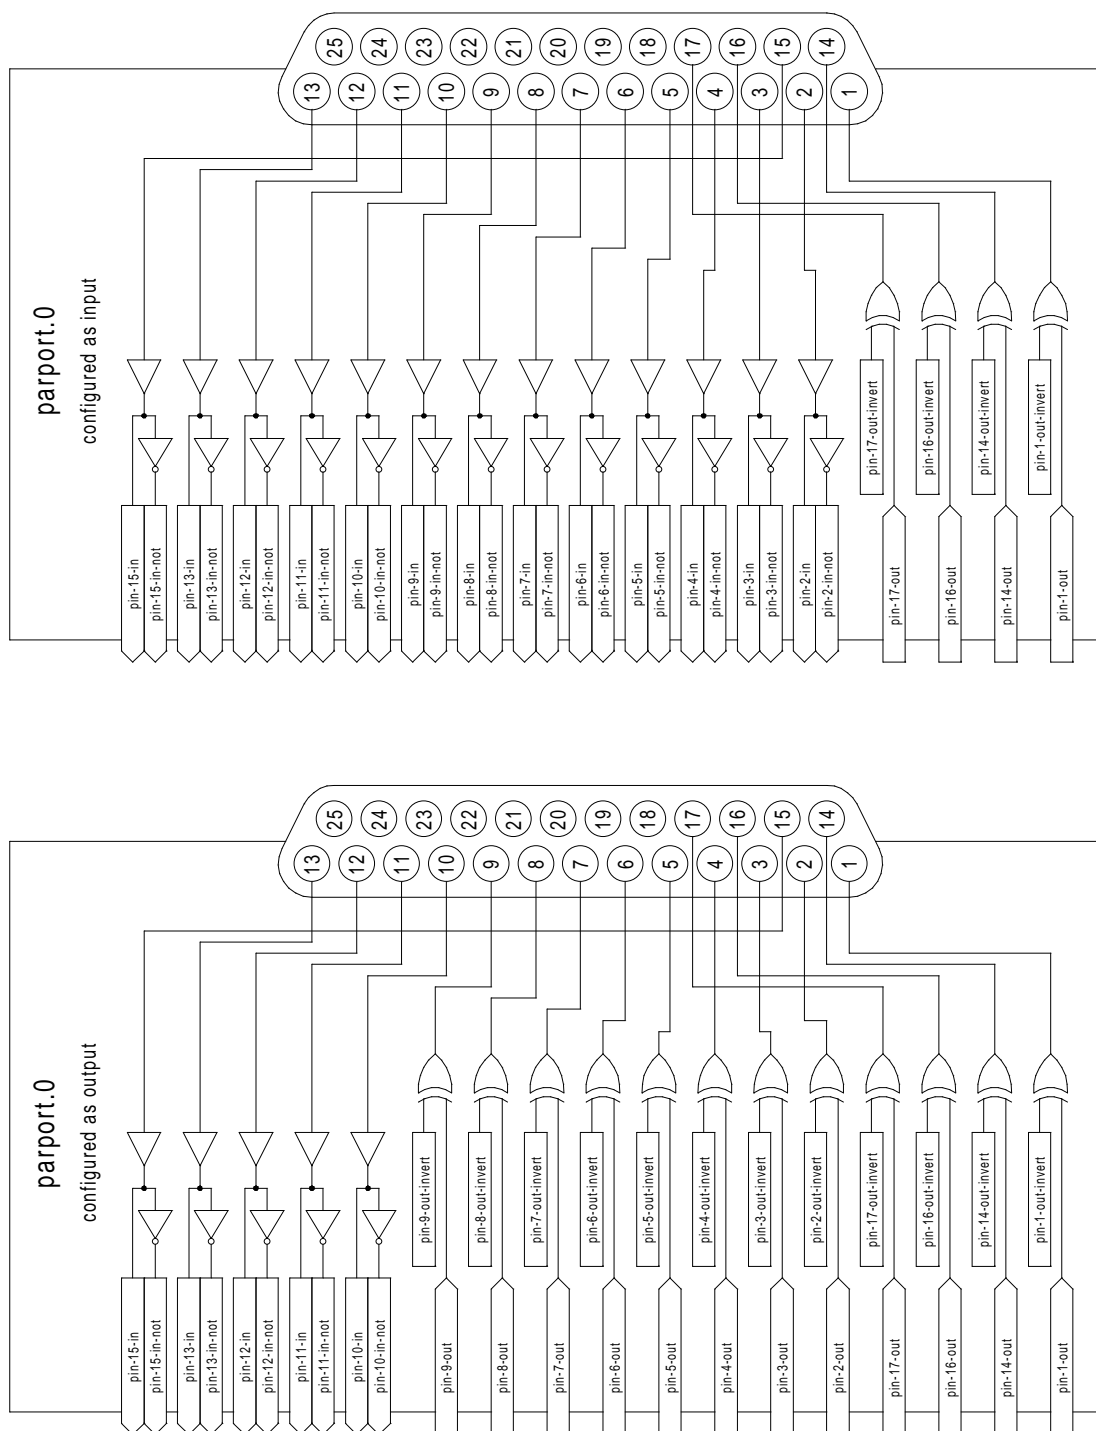 25
24
23
22
21
20
19
18
17
16
15
14
13
12
11
10
9
8
7
6
5
4
3
2
1
parport.0
configured as input
pin-15-in
pin-15-in-not
pin-13-in
pin-13-in-not
pin-12-in
pin-12-in-not
pin-11-in
pin-11-in-not
pin-10-in
pin-10-in-not
pin-9-in
pin-9-in-not
pin-8-in
pin-8-in-not
pin-7-in
pin-7-in-not
pin-6-in
pin-6-in-not
pin-5-in
pin-5-in-not
pin-4-in
pin-4-in-not
pin-3-in
pin-3-in-not
pin-2-in
pin-2-in-not
pin-17-out-invert
pin-17-out
pin-16-out-invert
pin-16-out
pin-14-out-invert
pin-14-out
pin-1-out-invert
pin-1-out
25
24
23
22
21
20
19
18
17
16
15
14
13
12
11
10
9
8
7
6
5
4
3
2
1
parport.0
configured as output
pin-15-in
pin-15-in-not
pin-13-in
pin-13-in-not
pin-12-in
pin-12-in-not
pin-11-in
pin-11-in-not
pin-10-in
pin-10-in-not
pin-9-out-invert
pin-9-out
pin-8-out-invert
pin-8-out
pin-7-out-invert
pin-7-out
pin-6-out-invert
pin-6-out
pin-5-out-invert
pin-5-out
pin-4-out-invert
pin-4-out
pin-3-out-invert
pin-3-out
pin-2-out-invert
pin-2-out
pin-17-out-invert
pin-17-out
pin-16-out-invert
pin-16-out
pin-14-out-invert
pin-14-out
pin-1-out-invert
pin-1-out